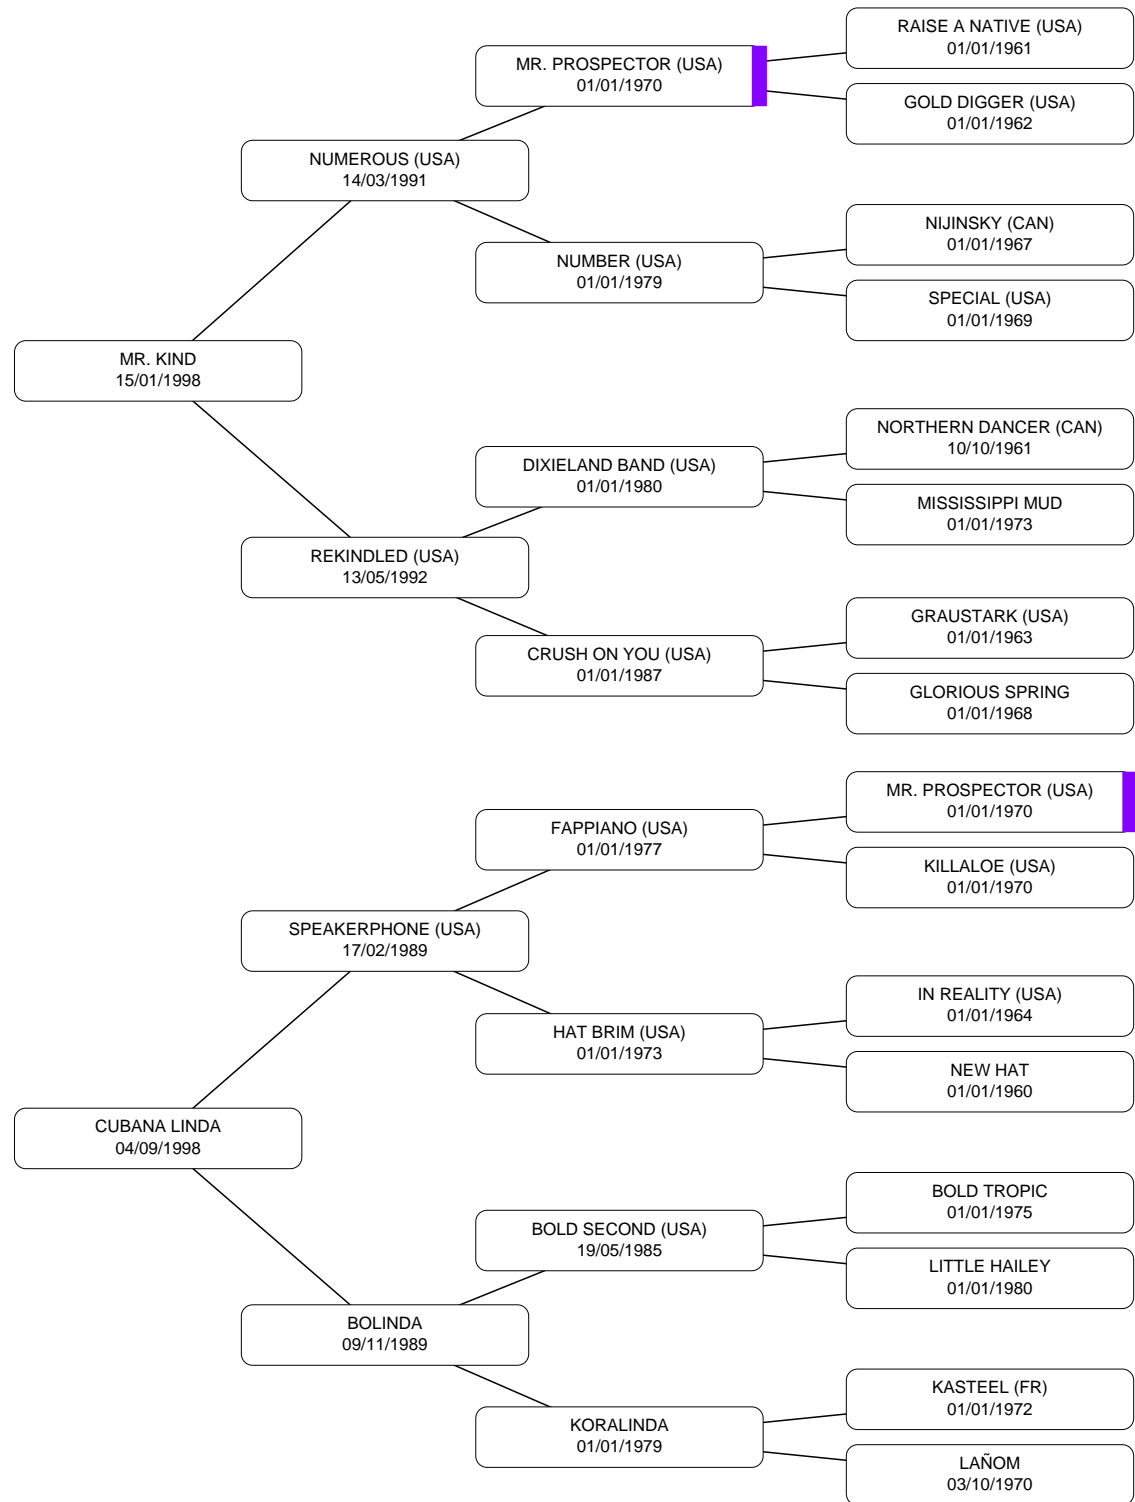 RAISE A NATIVE (USA)
01/01/1961
MR. PROSPECTOR (USA)
01/01/1970
GOLD DIGGER (USA)
01/01/1962
NUMEROUS (USA)
14/03/1991
NIJINSKY (CAN)
01/01/1967
NUMBER (USA)
01/01/1979
SPECIAL (USA)
01/01/1969
MR. KIND
15/01/1998
NORTHERN DANCER (CAN)
10/10/1961
DIXIELAND BAND (USA)
01/01/1980
MISSISSIPPI MUD
01/01/1973
REKINDLED (USA)
13/05/1992
GRAUSTARK (USA)
01/01/1963
CRUSH ON YOU (USA)
01/01/1987
GLORIOUS SPRING
01/01/1968
MR. PROSPECTOR (USA)
01/01/1970
FAPPIANO (USA)
01/01/1977
KILLALOE (USA)
01/01/1970
SPEAKERPHONE (USA)
17/02/1989
IN REALITY (USA)
01/01/1964
HAT BRIM (USA)
01/01/1973
NEW HAT
01/01/1960
CUBANA LINDA
04/09/1998
BOLD TROPIC
01/01/1975
BOLD SECOND (USA)
19/05/1985
LITTLE HAILEY
01/01/1980
BOLINDA
09/11/1989
KASTEEL (FR)
01/01/1972
KORALINDA
01/01/1979
LAÑOM
03/10/1970